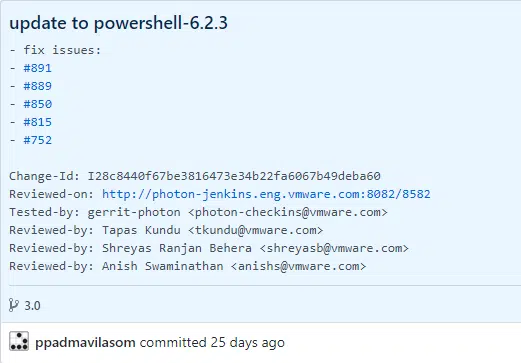 update to powershell-6.2.3
- fix issues:
- #891
- #889
- #850
- #815
- #752
Change-Id: I28c8440f67be3816473e34b22fa6067b49deba60
Reviewed-on: http://photon-jenkins.eng.vmware.com:8082/8582
Tested-by: gerrit-photon <photon-checkins@vmware.com>
Reviewed-by: Tapas Kundu <tkundu@vmware.com>
Reviewed-by: Shreyas Ranjan Behera <shreyasb@vmware.com>
Reviewed-by: Anish Swaminathan <anishs@vmware.com>
3.0
ppadmavilasom committed 25 days ago